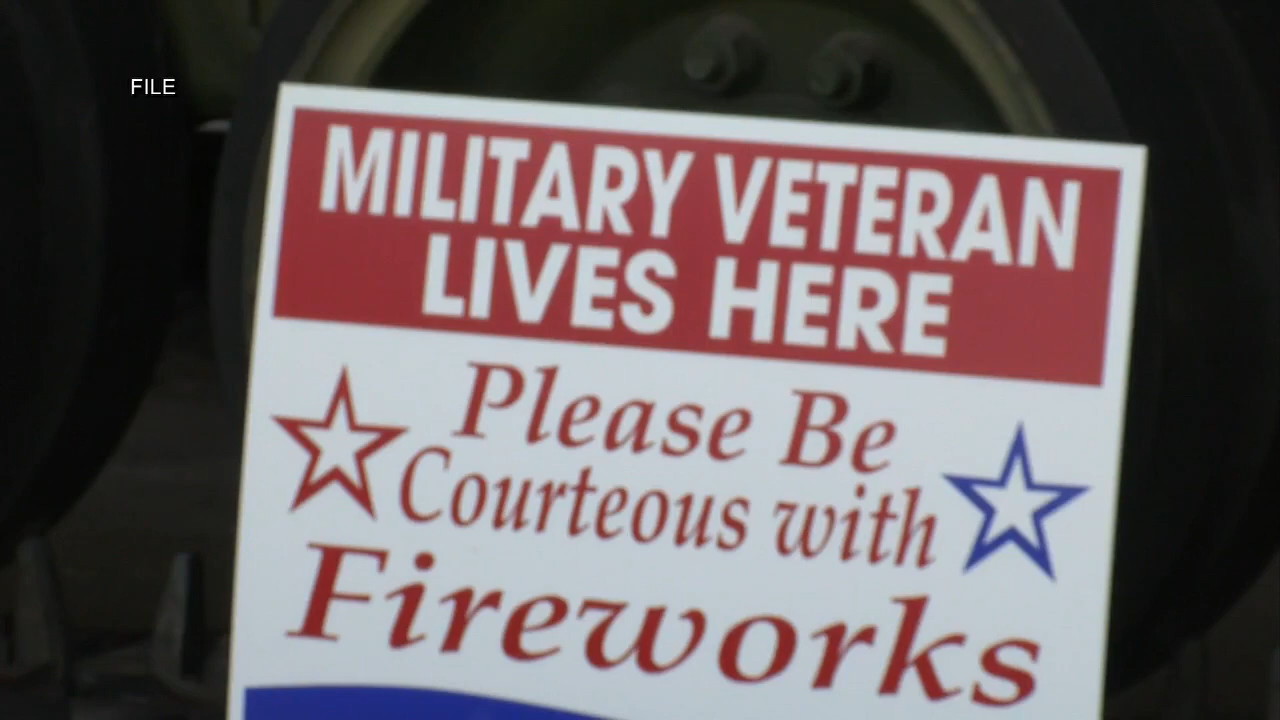 FILE
MILITARY VETERAN
LIVES HERE
Please Be
Courteous with
Fireworks